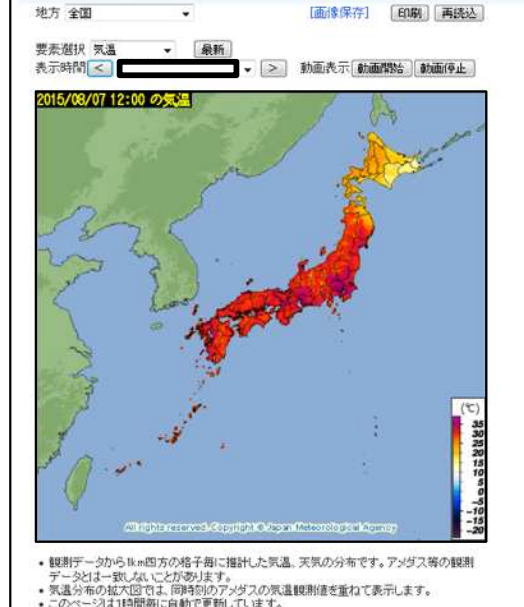 地方 全国 [画像保存] 印刷 再読込
要素選択 気温 最新
表示時間 < > 動画表示 動画開始 動画停止
2015/08/07 12:00 の気温
(℃)
35
30
25
20
15
10
5
0
-5
-10
-15
-20
All rights reserved. Copyright © Japan Meteorological Agency
• 観測データから1km四方の格子毎に推計した気温、天気の分布です。アメダス等の観測
データとは一致しないことがあります。
• 気温分布の拡大図では、同時刻のアメダスの気温観測値を重ねて表示します。
• このページは1時間毎に自動で更新しています。